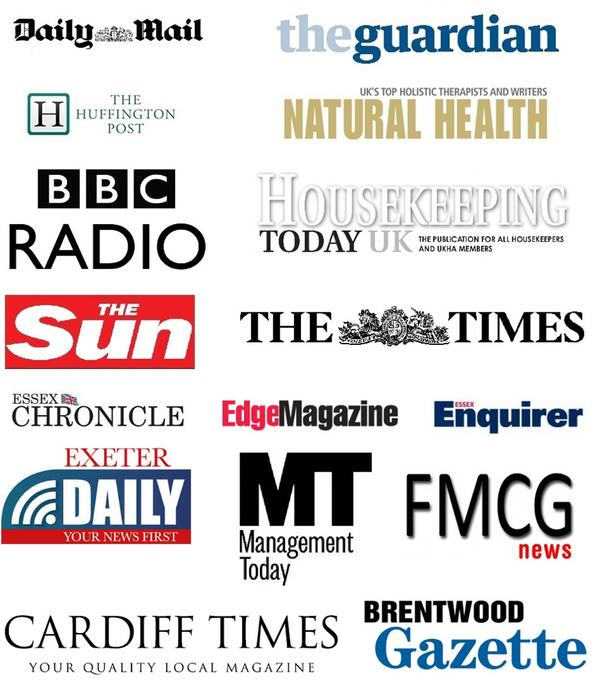 Daily Mail
theguardian
H THE
HUFFINGTON
POST
UK'S TOP HOLISTIC THERAPISTS AND WRITERS
NATURAL HEALTH
BBC
RADIO
HOUSEKEEPING
TODAY UK THE PUBLICATION FOR ALL HOUSEKEEPERS
AND UKHA MEMBERS
THE
Sun
THE TIMES
ESSEX
CHRONICLE
EdgeMagazine
ESSEX
Enquirer
EXETER
DAILY
YOUR NEWS FIRST
MT
Management
Today
FMCG
news
CARDIFF TIMES
YOUR QUALITY LOCAL MAGAZINE
BRENTWOOD
Gazette